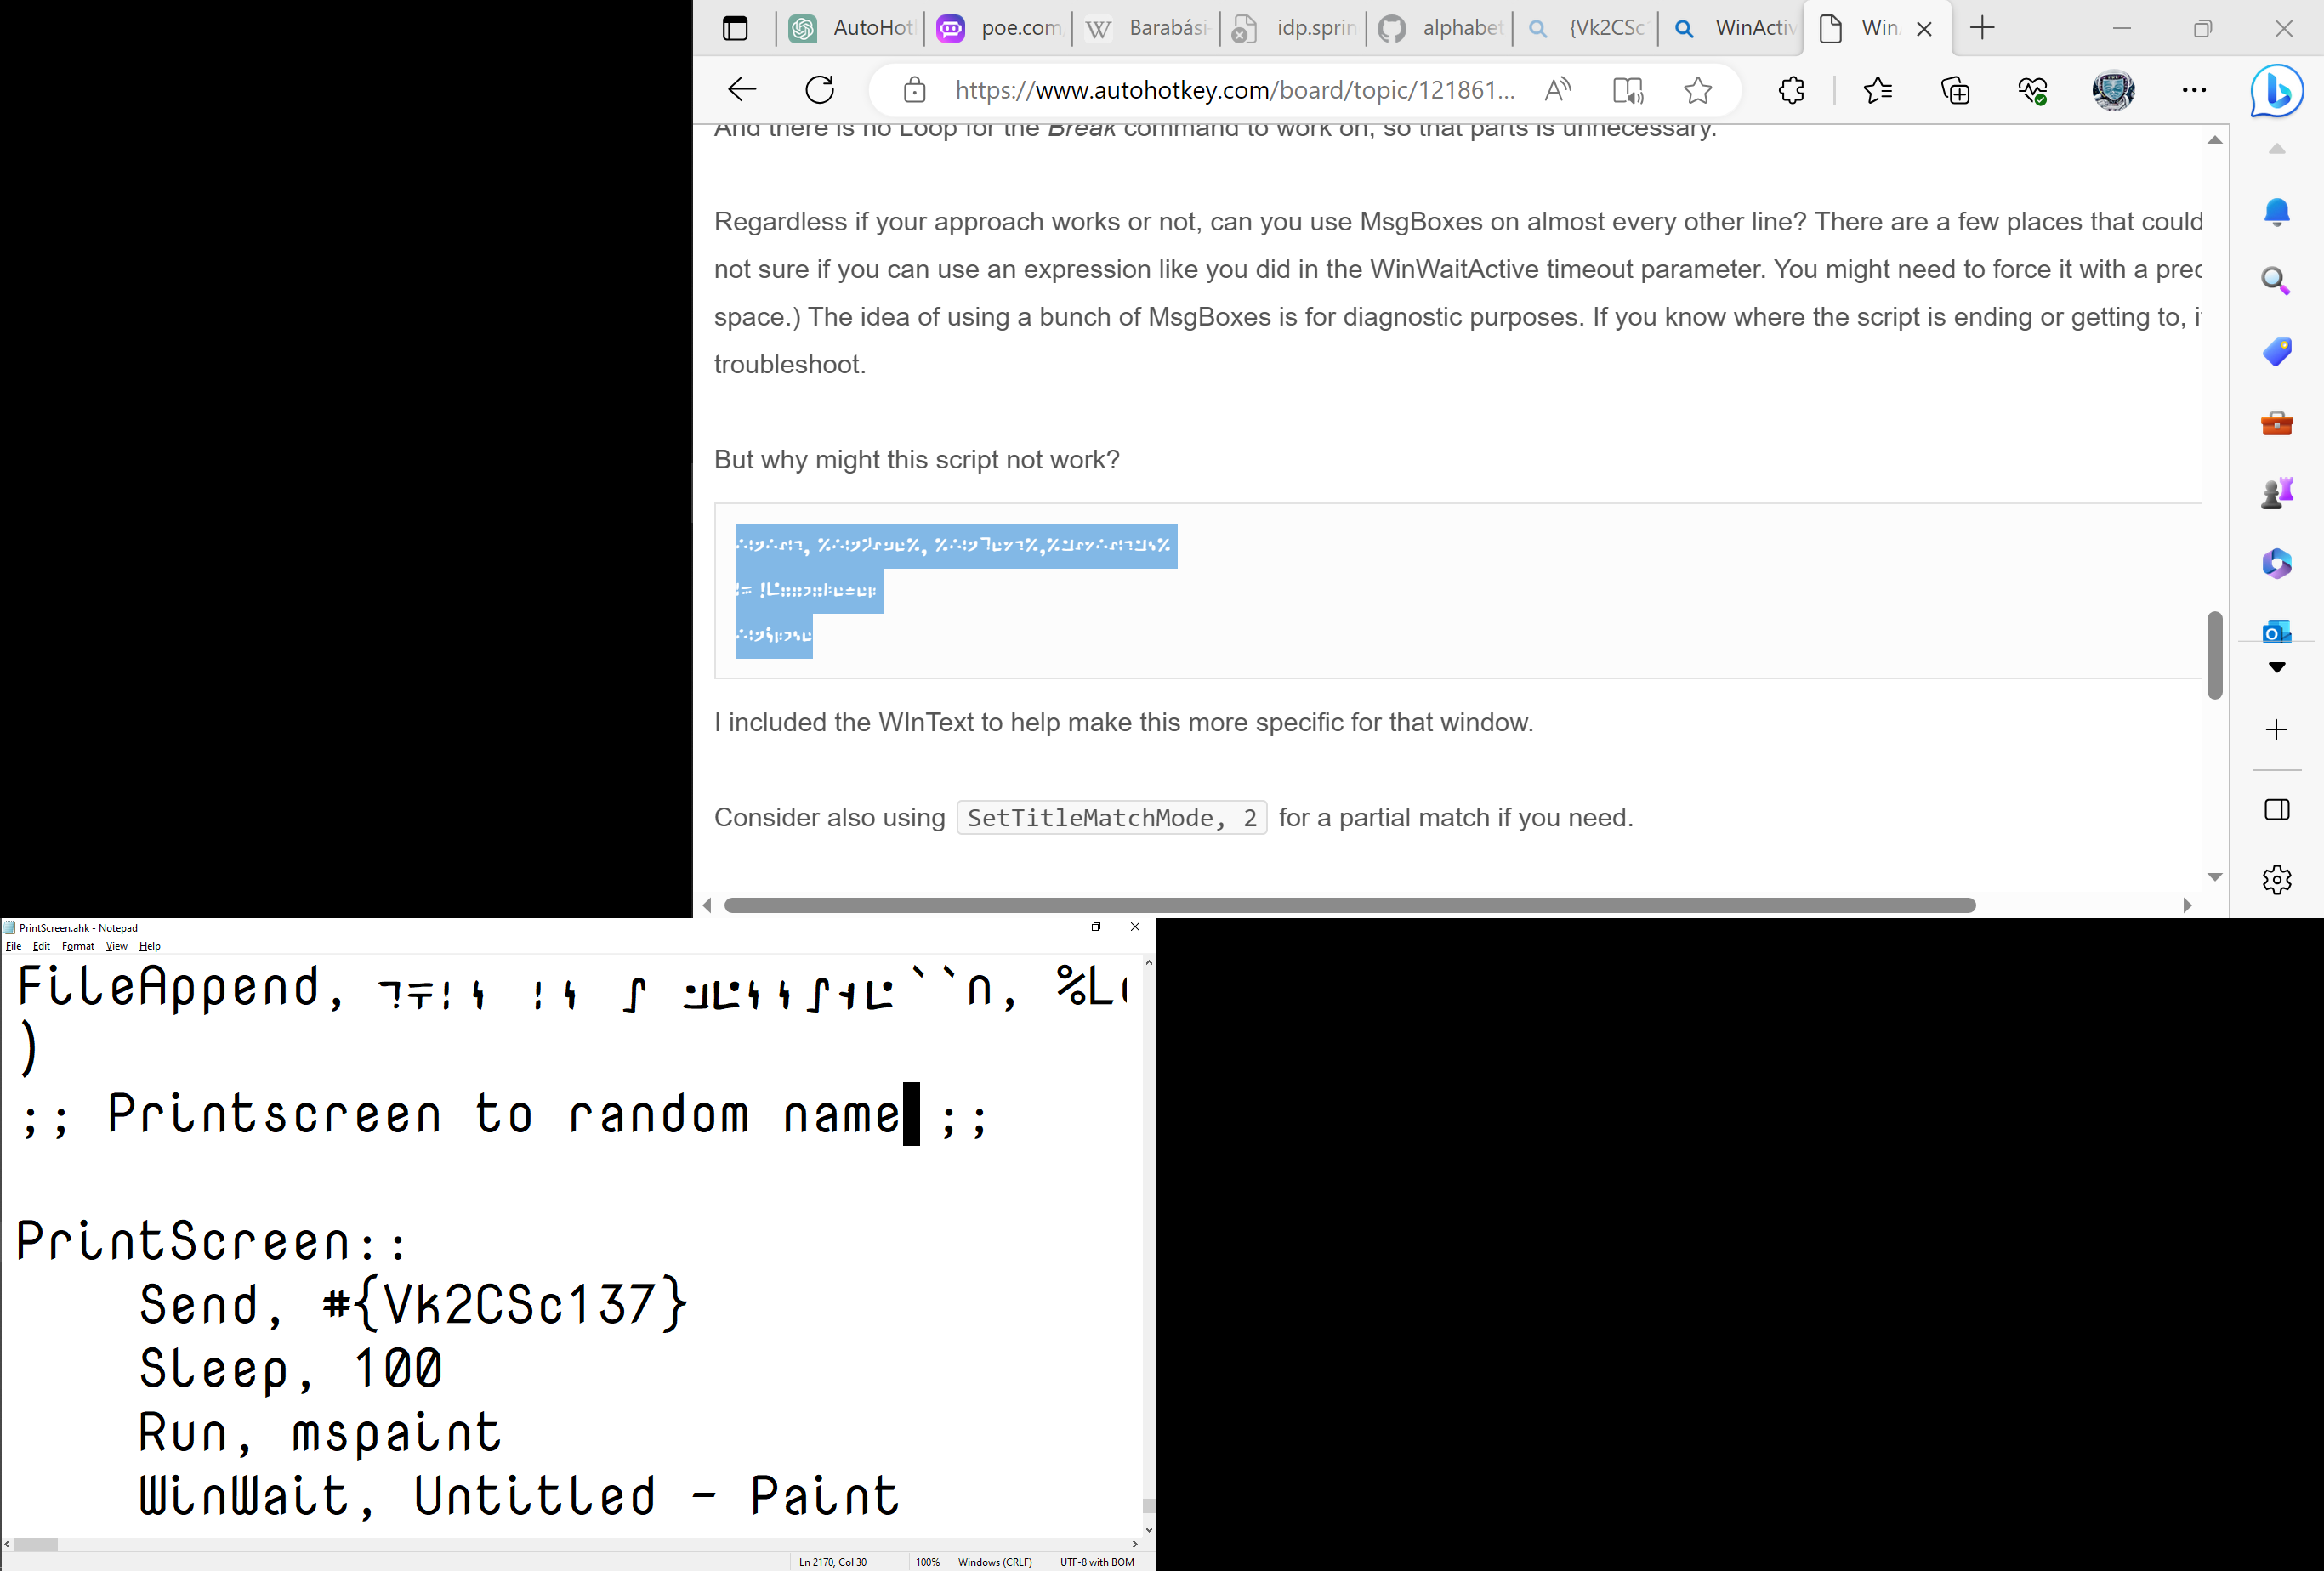 AutoHot
poe.com
Barabási-
idp.sprin
alphabet
{Vk2CSc
WinActiv
Win
https://www.autohotkey.com/board/topic/121861...
And there is no Loop for the Break command to work on, so that parts is unnecessary.
Regardless if your approach works or not, can you use MsgBoxes on almost every other line? There are a few places that could
not sure if you can use an expression like you did in the WinWaitActive timeout parameter. You might need to force it with a prec
space.) The idea of using a bunch of MsgBoxes is for diagnostic purposes. If you know where the script is ending or getting to, i
troubleshoot.
But why might this script not work?
I included the WInText to help make this more specific for that window.
Consider also using SetTitleMatchMode, 2 for a partial match if you need.
PrintScreen.ahk - Notepad
File Edit Format View Help
FileAppend, ``n, %L
)
;; Printscreen to random name ;;
PrintScreen::
Send, #{Vk2CSc137}
Sleep, 100
Run, mspaint
WinWait, Untitled - Paint
Ln 2170, Col 30 100% Windows (CRLF) UTF-8 with BOM